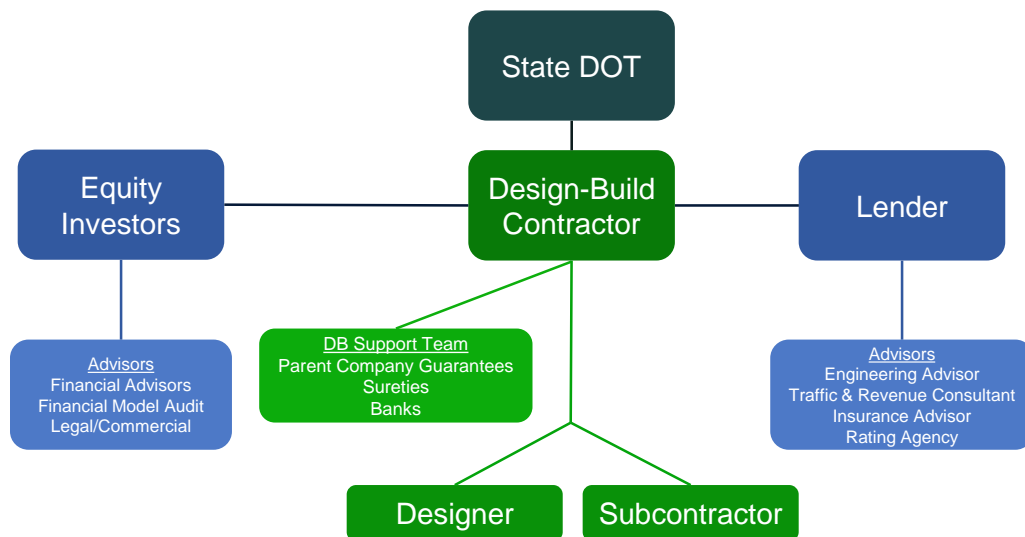 State DOT
Equity
Investors
Design-Build
Contractor
Lender
Advisors
Financial Advisors
Financial Model Audit
Legal/Commercial
DB Support Team
Parent Company Guarantees
Sureties
Banks
Advisors
Engineering Advisor
Traffic & Revenue Consultant
Insurance Advisor
Rating Agency
Designer
Subcontractor